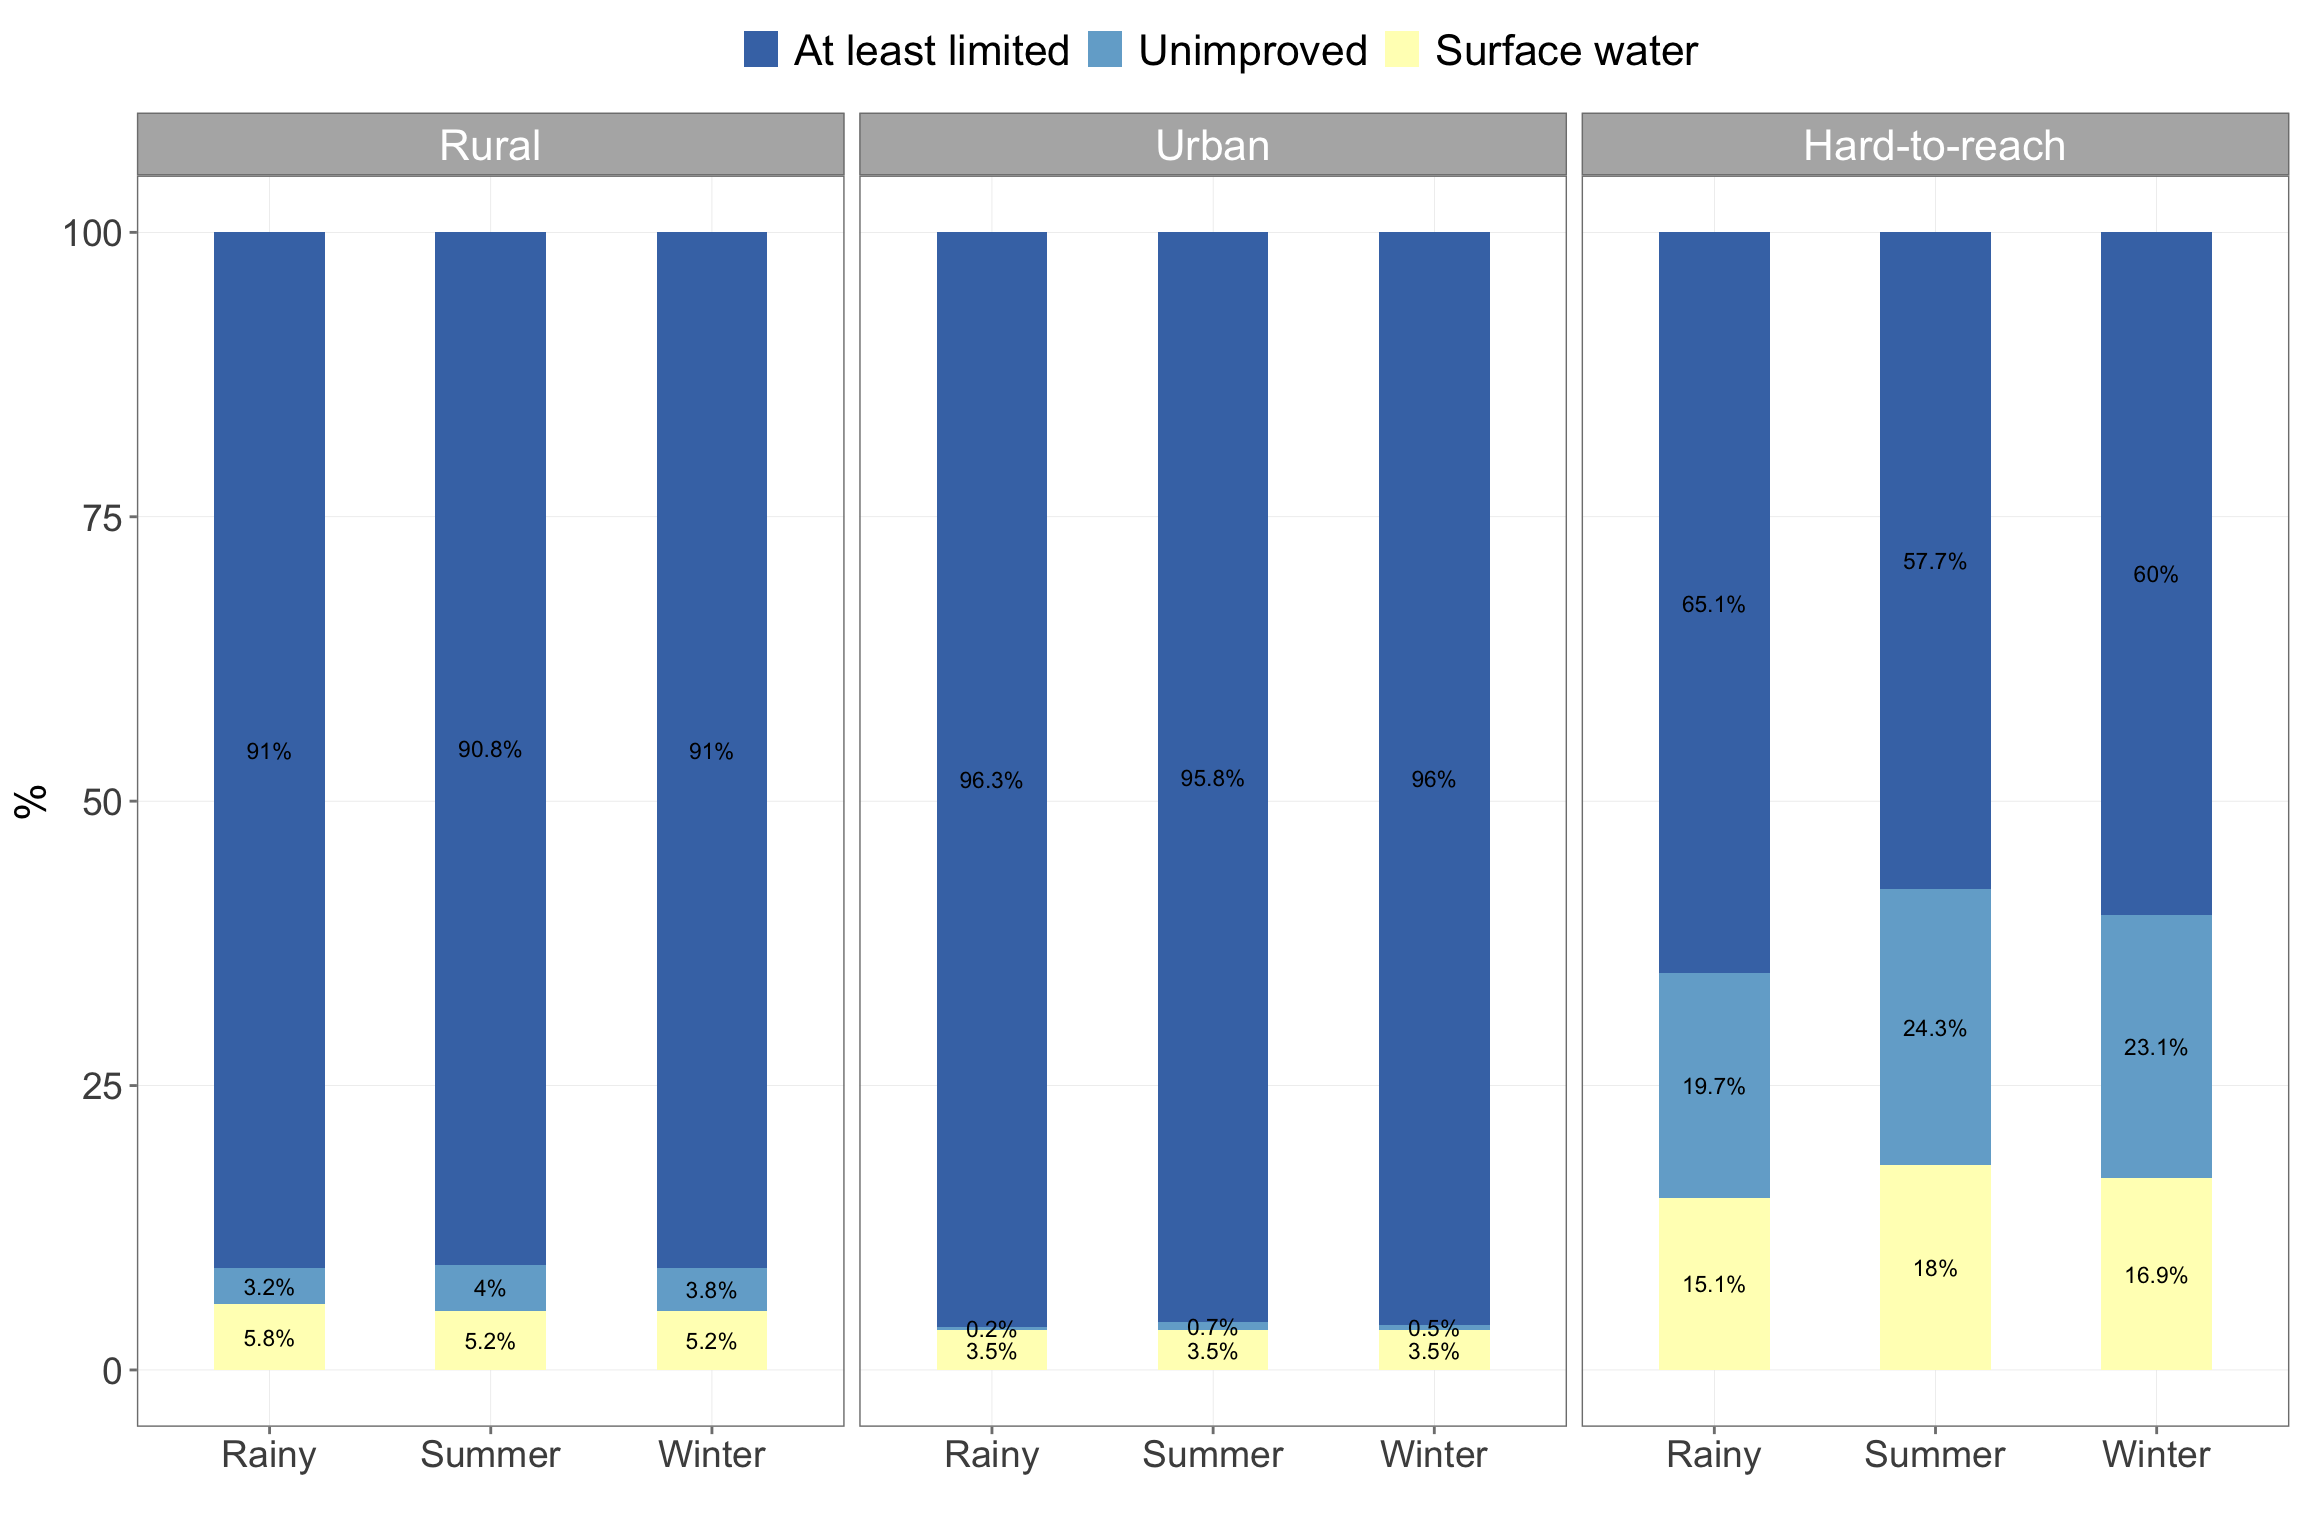 At least limited Unimproved Surface water
Rural Urban Hard-to-reach
100
75
57.7%
60%
65.1%
91% 90.8% 91%
96.3% 95.8% 96%
%
50
24.3%
23.1%
25
19.7%
18%
16.9%
15.1%
3.2% 4% 3.8%
0.2% 0.7% 0.5%
5.8% 5.2% 5.2%
3.5% 3.5% 3.5%
0
Rainy Summer Winter Rainy Summer Winter Rainy Summer Winter